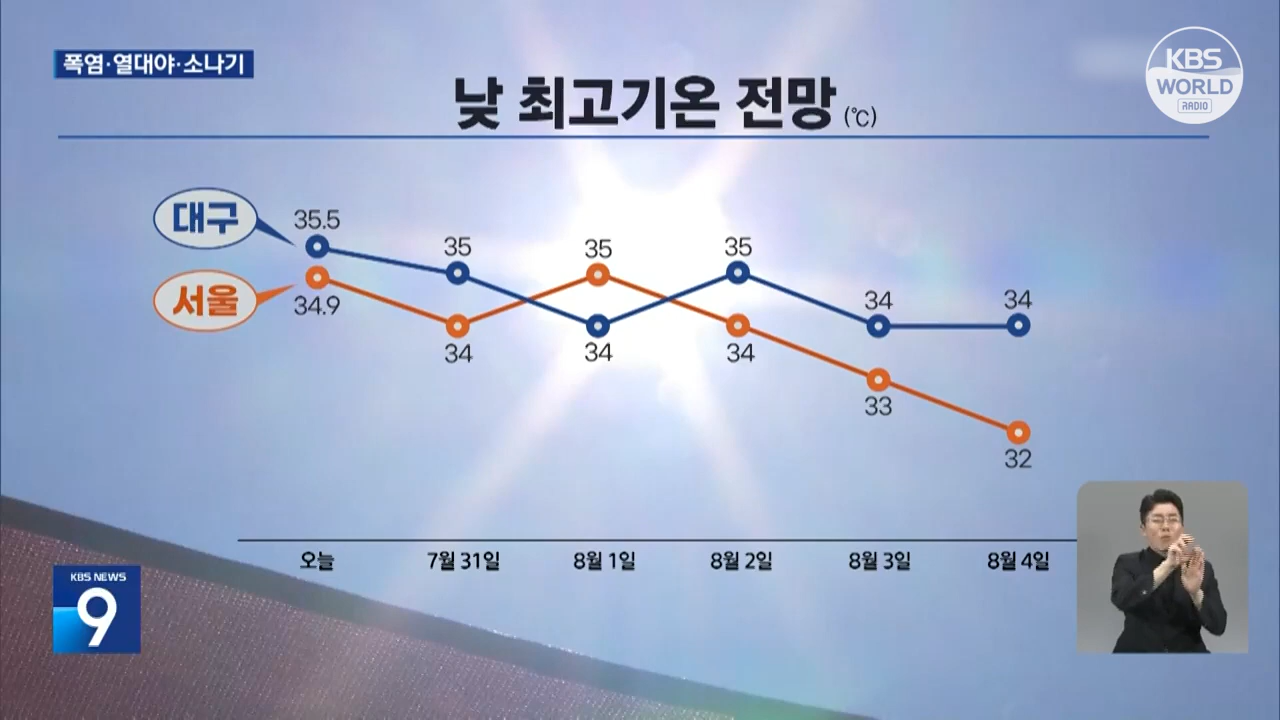 폭염·열대야·소나기
낮 최고기온 전망 (℃)
KBS
WORLD
RADIO
대구
35.5
35
35
35
서울
34.9
34
34
34
34
34
33
32
오늘
7월 31일
8월 1일
8월 2일
8월 3일
8월 4일
KBS NEWS
9